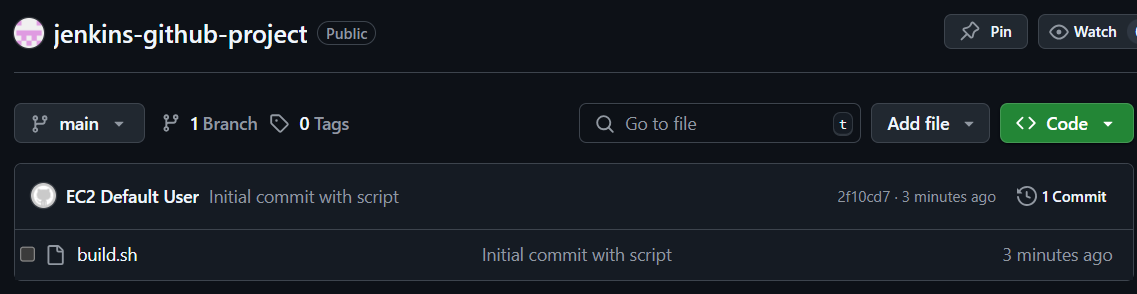 jenkins-github-project Public Pin Watch
main 1 Branch 0 Tags Go to file t Add file Code
EC2 Default User Initial commit with script 2f10cd7 · 3 minutes ago 1 Commit
build.sh Initial commit with script 3 minutes ago